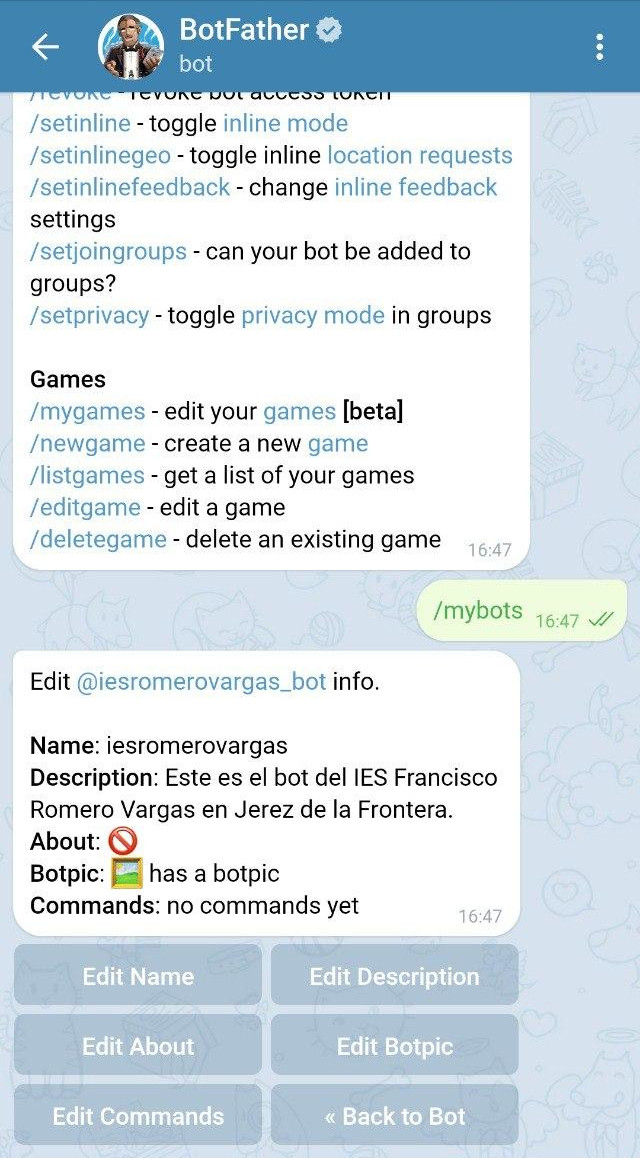 BotFather
bot
/revoke - revoke bot access token
/setinline - toggle inline mode
/setinlinegeo - toggle inline location requests
/setinlinefeedback - change inline feedback
settings
/setjoingroups - can your bot be added to
groups?
/setprivacy - toggle privacy mode in groups
Games
/mygames - edit your games [beta]
/newgame - create a new game
/listgames - get a list of your games
/editgame - edit a game
/deletegame - delete an existing game 16:47
/mybots 16:47
Edit @iesromerovargas_bot info.
Name: iesromerovargas
Description: Este es el bot del IES Francisco
Romero Vargas en Jerez de la Frontera.
About: 🚫
Botpic: 🖼 has a botpic
Commands: no commands yet 16:47
Edit Name
Edit Description
Edit About
Edit Botpic
Edit Commands
« Back to Bot